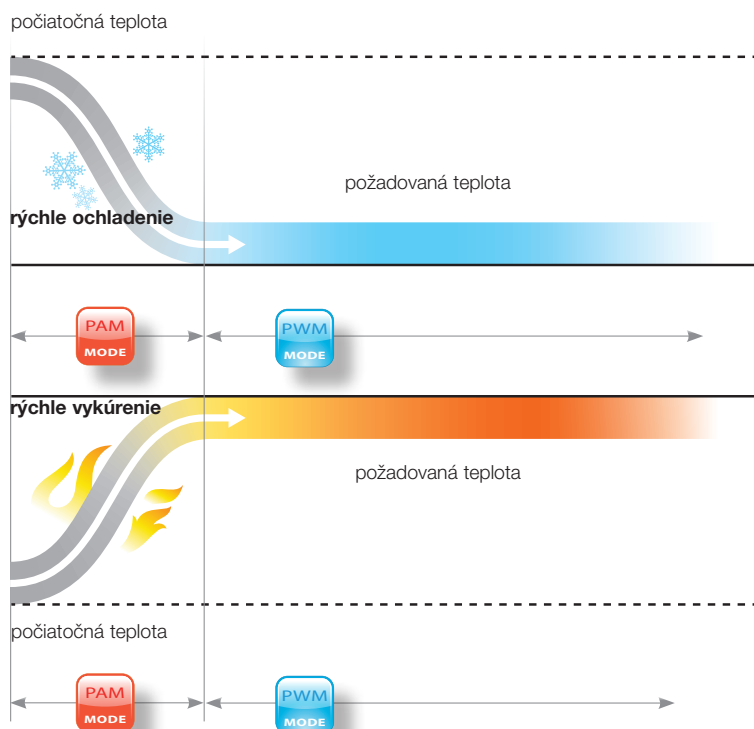 počiatočná teplota
požadovaná teplota
rýchle ochladenie
PAM
MODE
PWM
MODE
rýchle vykúrenie
požadovaná teplota
počiatočná teplota
PAM
MODE
PWM
MODE